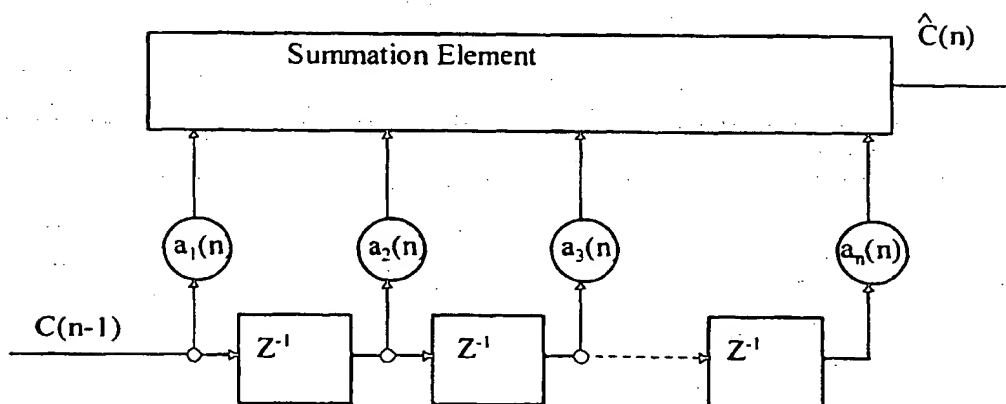 Ĉ(n)
Summation Element
a₁(n)
a₂(n)
a₃(n)
aₙ(n)
C(n-1)
Z⁻¹
Z⁻¹
Z⁻¹